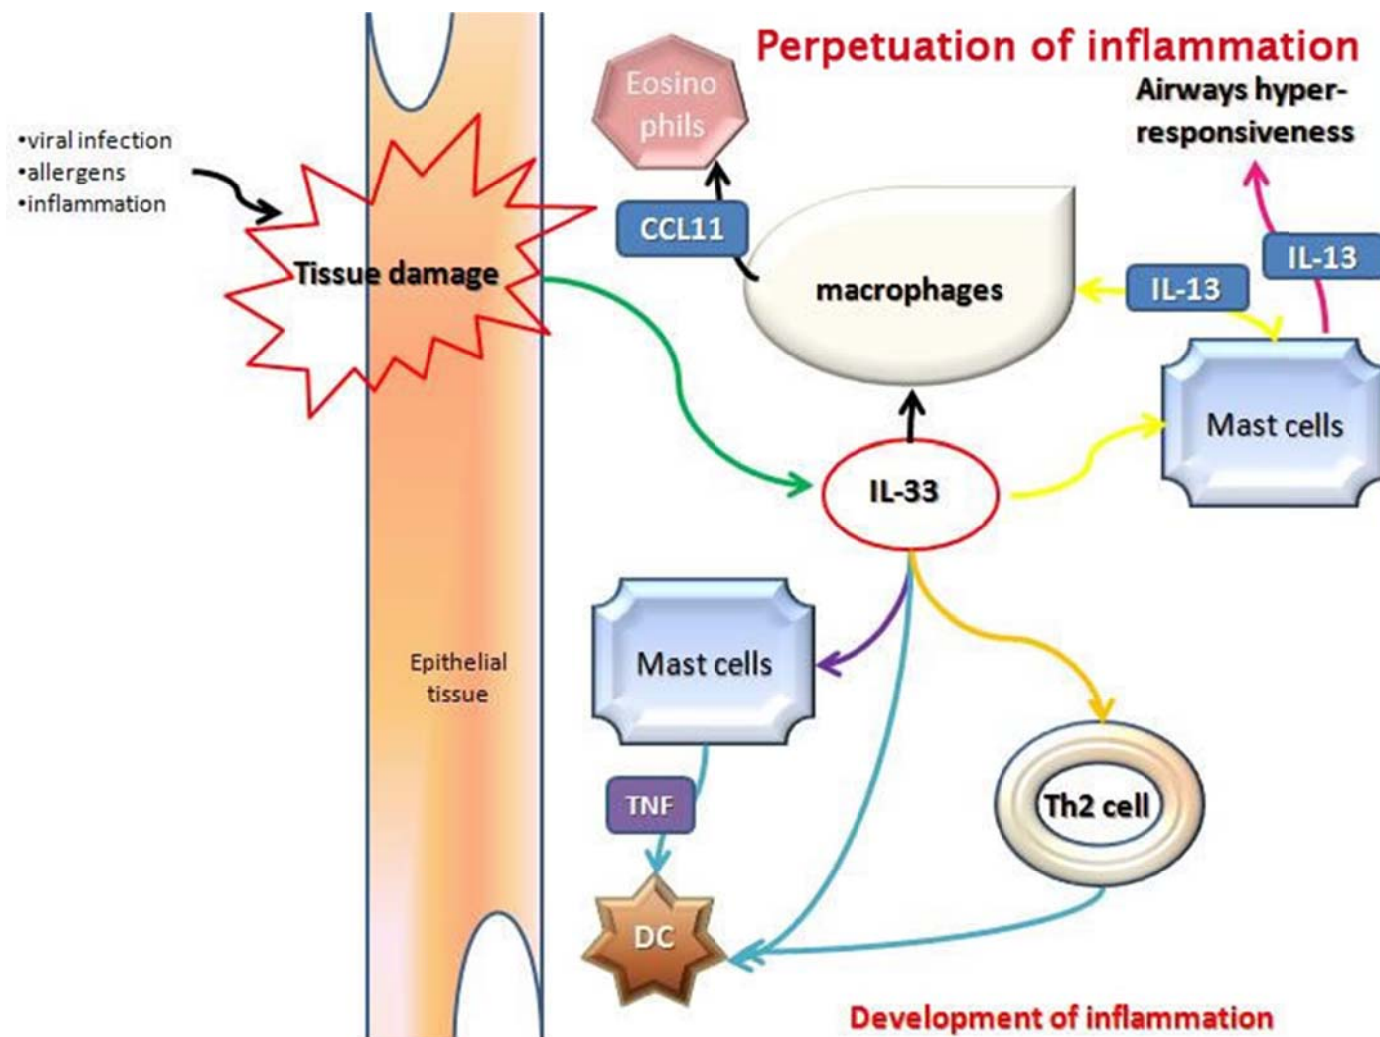 Perpetuation of inflammation
Eosino
phils
Airways hyper-
responsiveness
•viral infection
•allergens
•inflammation
CCL11
IL-13
IL-13
Tissue damage
macrophages
Mast cells
IL-33
Epithelial
tissue
Mast cells
TNF
Th2 cell
DC
Development of inflammation